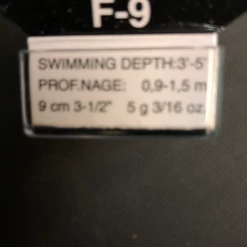 F-9
SWIMMING DEPTH:3'-5'
PROF.NAGE: 0,9-1,5 m
9 cm 3-1/2" 5 g 3/16 oz.